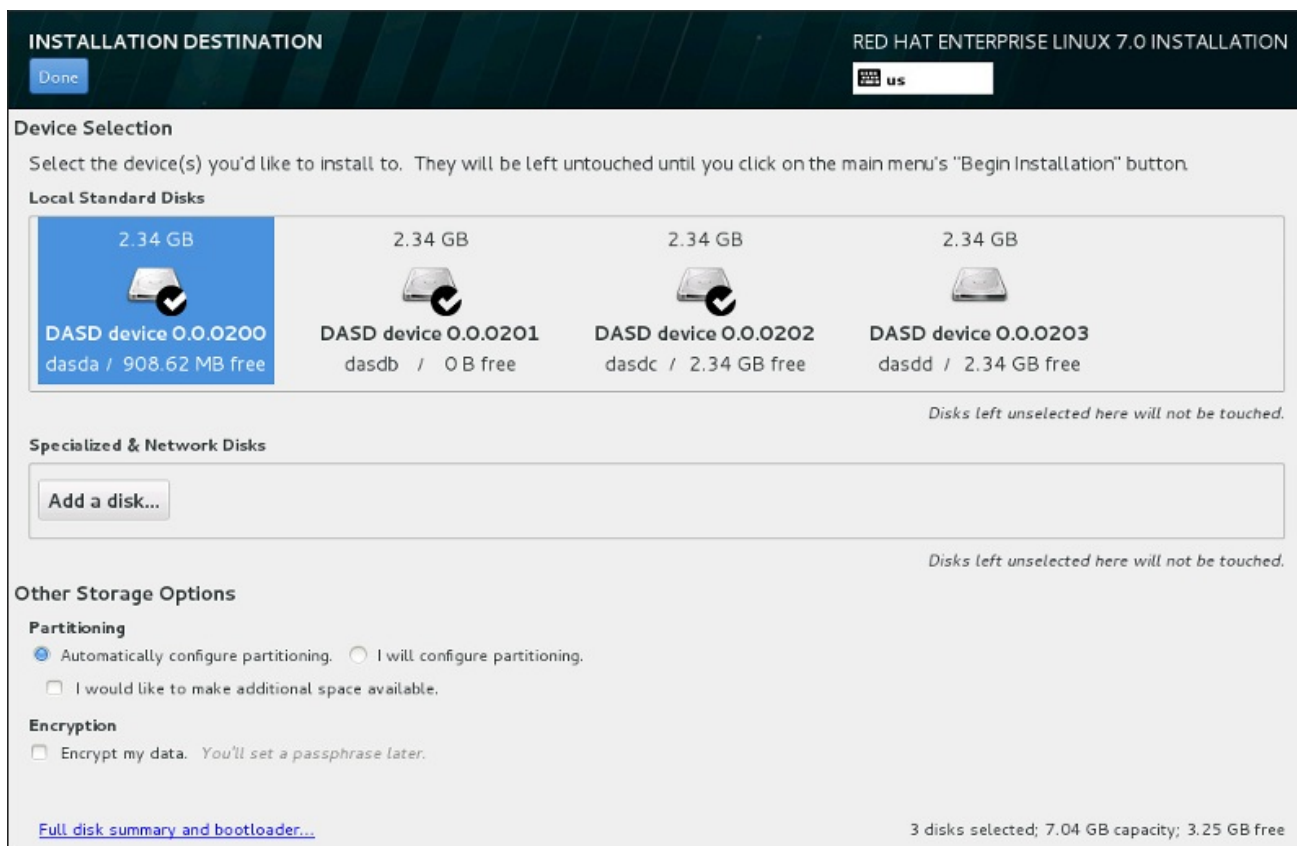 INSTALLATION DESTINATION
RED HAT ENTERPRISE LINUX 7.0 INSTALLATION
Done
us
Device Selection
Select the device(s) you'd like to install to. They will be left untouched until you click on the main menu's "Begin Installation" button.
Local Standard Disks
2.34 GB
DASD device 0.0.0200
dasda / 908.62 MB free
2.34 GB
DASD device 0.0.0201
dasdb / 0 B free
2.34 GB
DASD device 0.0.0202
dasdc / 2.34 GB free
2.34 GB
DASD device 0.0.0203
dasdd / 2.34 GB free
Disks left unselected here will not be touched.
Specialized & Network Disks
Add a disk...
Disks left unselected here will not be touched.
Other Storage Options
Partitioning
Automatically configure partitioning. I will configure partitioning.
I would like to make additional space available.
Encryption
Encrypt my data. You'll set a passphrase later.
Full disk summary and bootloader...
3 disks selected; 7.04 GB capacity; 3.25 GB free